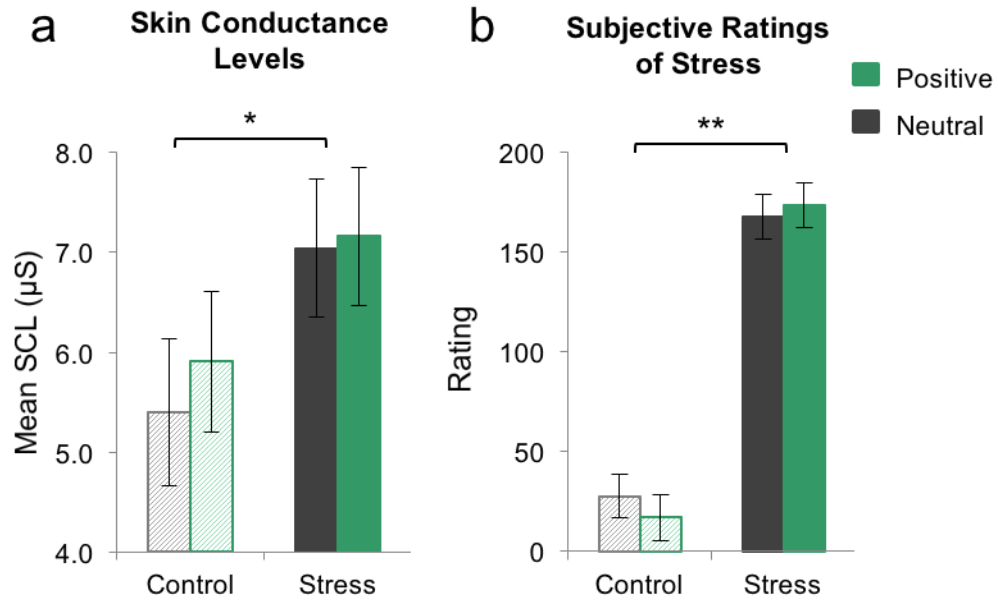 a
Skin Conductance
Levels
*
8.0
7.0
6.0
5.0
4.0
Mean SCL (µS)
Control
Stress
b
Subjective Ratings
of Stress
**
200
150
100
50
0
Rating
Control
Stress
Positive
Neutral